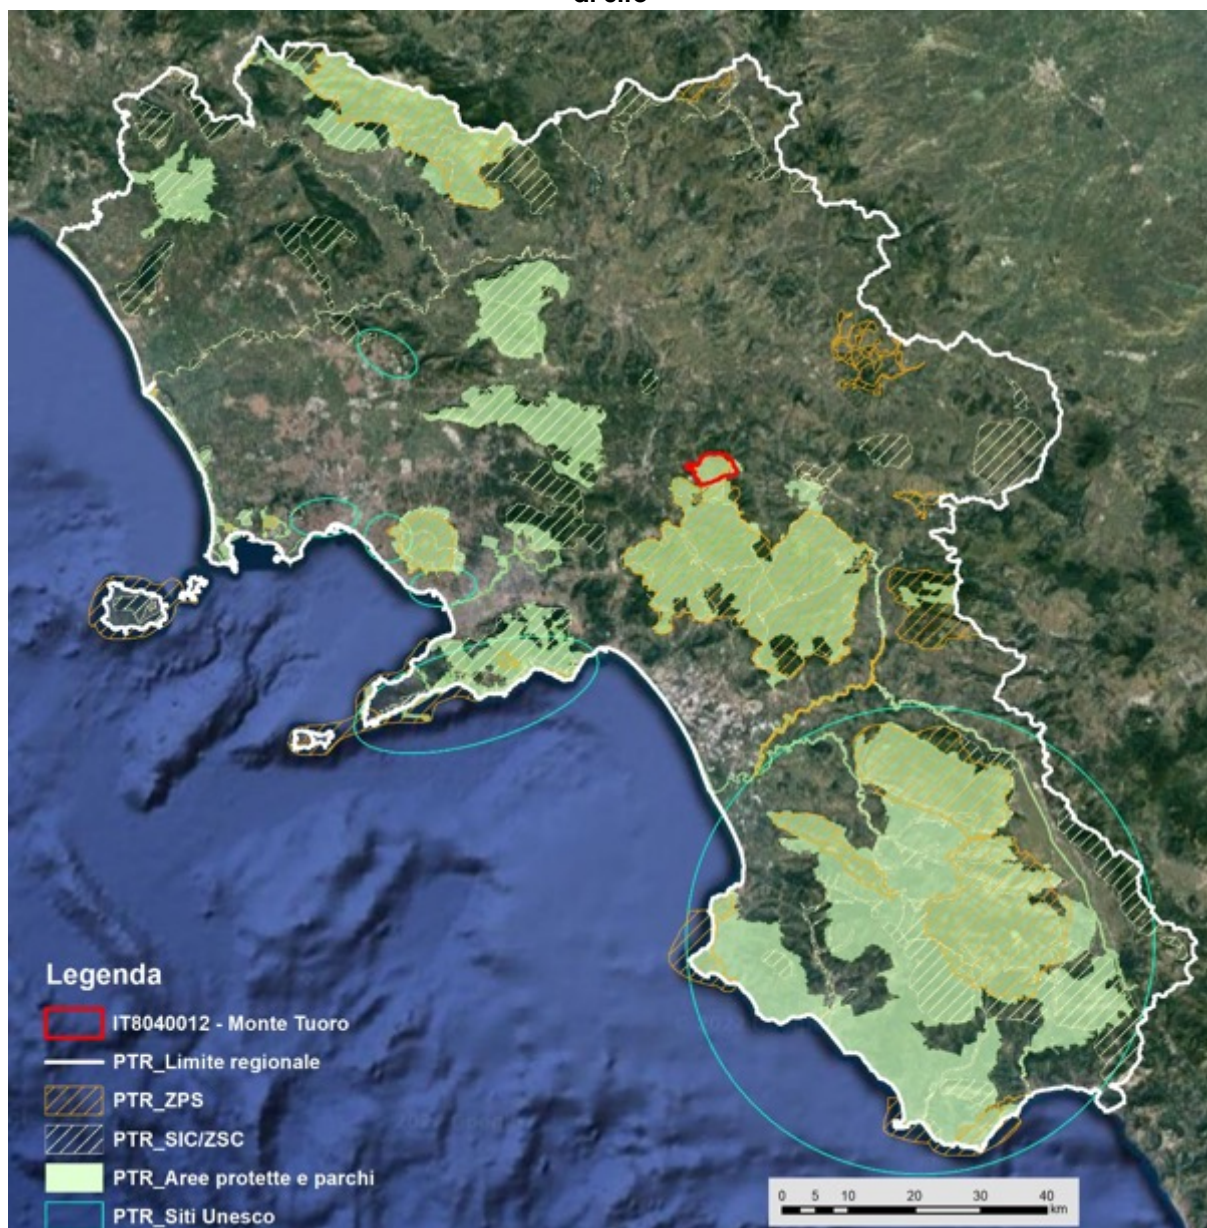 Legenda
IT8040012 - Monte Tuoro
PTR_Limite regionale
PTR_ZPS
PTR_SIC/ZSC
PTR_Aree protette e parchi
PTR_Siti Unesco
0 5 10 20 30 40
km